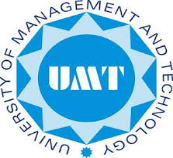 UNIVERSITY OF MANAGEMENT AND TECHNOLOGY
UMT